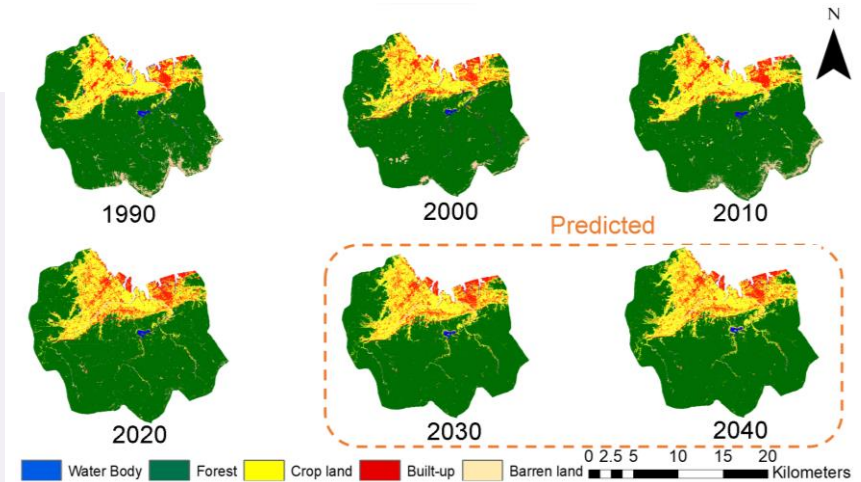 N
1990
2000
2010
Predicted
2020
2030
2040
Water Body Forest Crop land Built-up Barren land
0 2.5 5 10 15 20
Kilometers